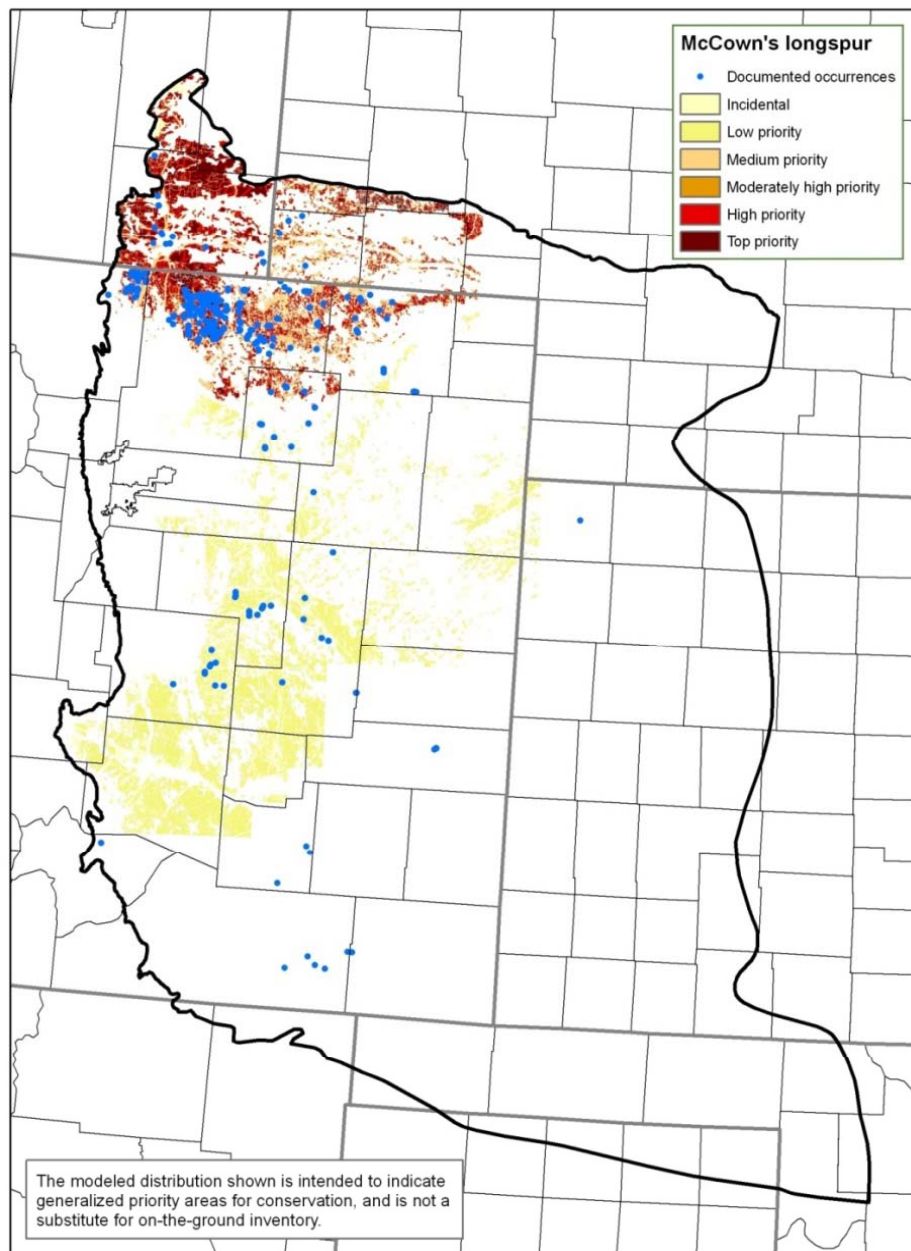 McCown's longspur
Documented occurrences
Incidental
Low priority
Medium priority
Moderately high priority
High priority
Top priority
The modeled distribution shown is intended to indicate
generalized priority areas for conservation, and is not a
substitute for on-the-ground inventory.